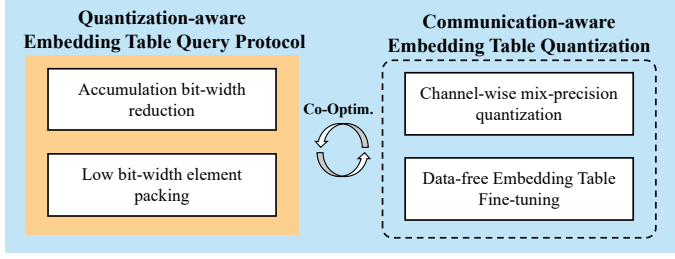 Quantization-aware
Embedding Table Query Protocol
Accumulation bit-width
reduction
Low bit-width element
packing
Co-Optim.
Communication-aware
Embedding Table Quantization
Channel-wise mix-precision
quantization
Data-free Embedding Table
Fine-tuning